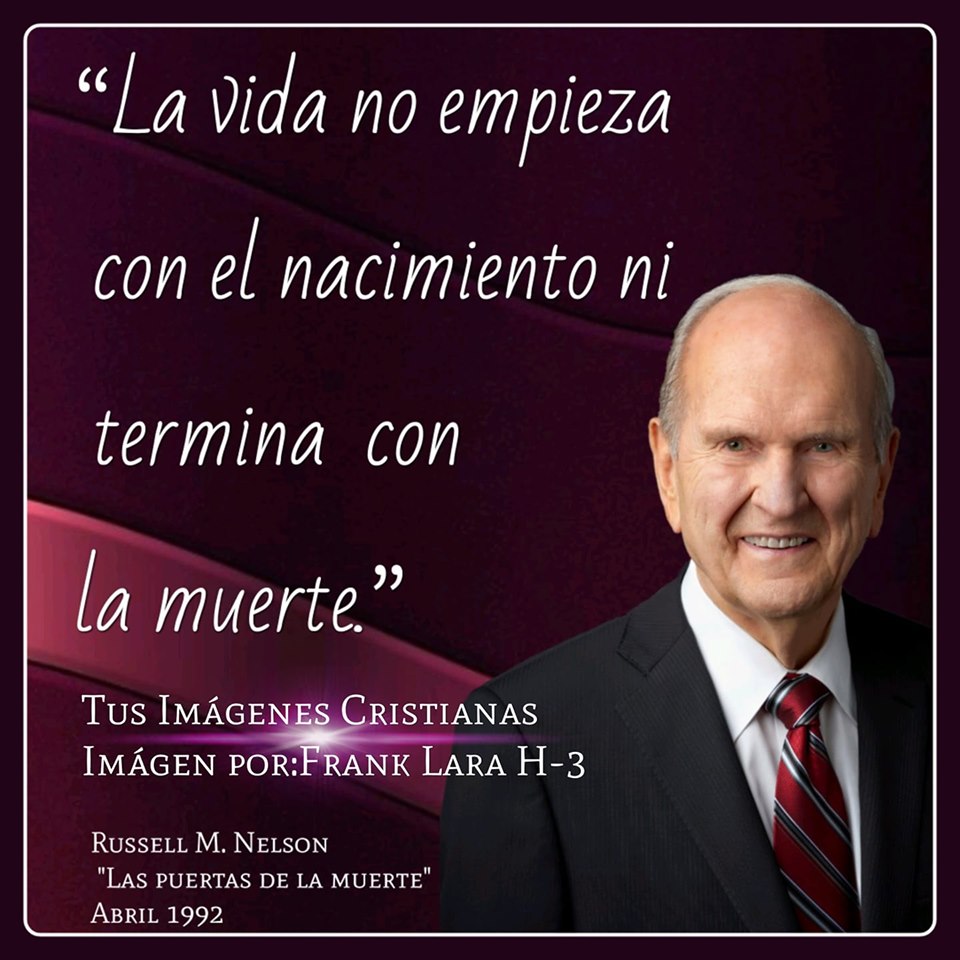 “La vida no empieza
con el nacimiento ni
termina con
la muerte.”
Tus Imágenes Cristianas
Imágen por:Frank Lara H-3
Russell M. Nelson
"Las puertas de la muerte"
Abril 1992